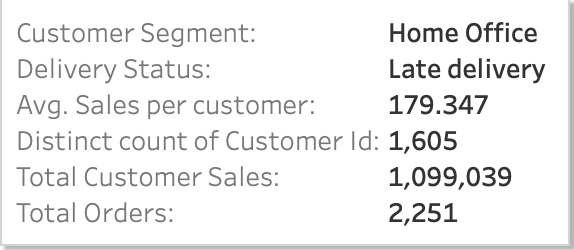 Customer Segment: Home Office
Delivery Status: Late delivery
Avg. Sales per customer: 179.347
Distinct count of Customer Id: 1,605
Total Customer Sales: 1,099,039
Total Orders: 2,251